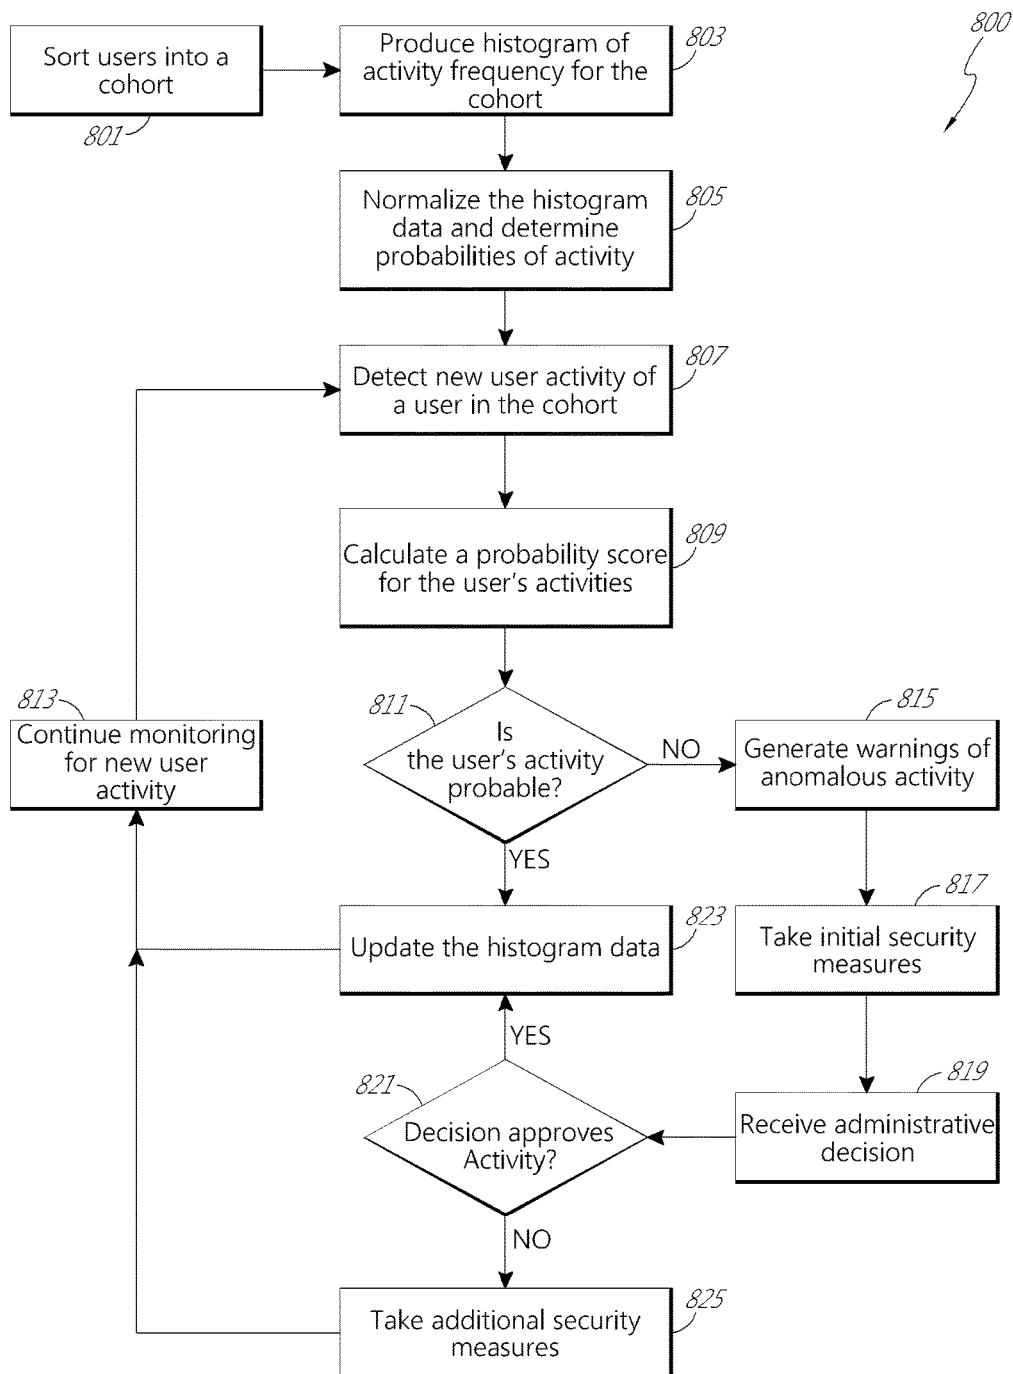 800
Sort users into a
cohort
801
Produce histogram of
activity frequency for the
cohort
803
Normalize the histogram
data and determine
probabilities of activity
805
Detect new user activity of
a user in the cohort
807
Calculate a probability score
for the user's activities
809
Is
the user's activity
probable?
811
NO
YES
813
Continue monitoring
for new user
activity
815
Generate warnings of
anomalous activity
817
Take initial security
measures
819
Receive administrative
decision
Update the histogram data
823
YES
821
Decision approves
Activity?
NO
Take additional security
measures
825